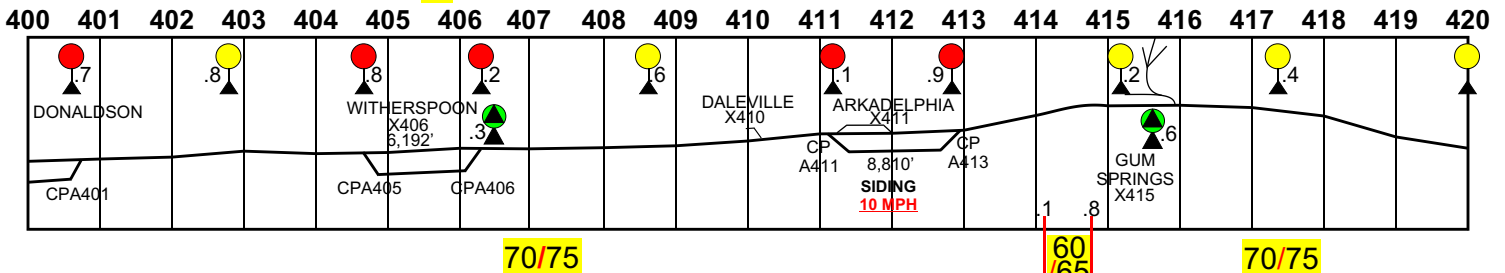 400 401 402 403 404 405 406 407 408 409 410 411 412 413 414 415 416 417 418 419 420
.7 .8 .8 .2 .6 .1 .9 .2 .4
DONALDSON
WITHERSPOON
X406
6,192’
.3
DALEVILLE
X410
ARKADELPHIA
X411
CPA401
CPA405
CPA406
CP
A411
8,810’
CP
A413
SIDING
10 MPH
.6
GUM
SPRINGS
X415
.1 .8
70/75
60
/65
70/75